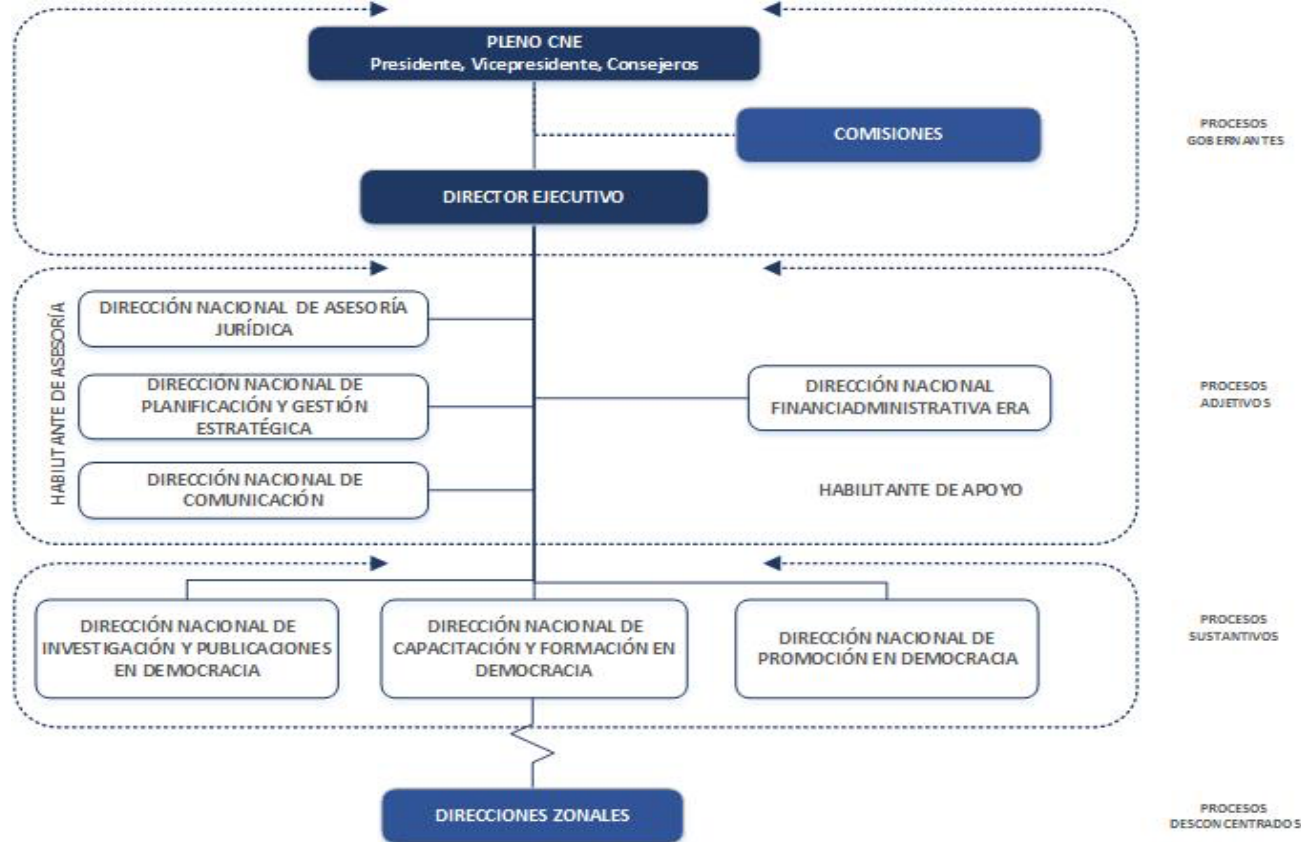 PLENO CNE
Presidente, Vicepresidente, Consejeros
COMISIONES
PROCESOS
GOBERNANTES
DIRECTOR EJECUTIVO
HABILITANTE DE ASESORÍA
DIRECCIÓN NACIONAL DE ASESORÍA
JURÍDICA
DIRECCIÓN NACIONAL DE
PLANIFICACIÓN Y GESTIÓN
ESTRATÉGICA
DIRECCIÓN NACIONAL DE
COMUNICACIÓN
DIRECCIÓN NACIONAL
FINANCIADMINISTRATIVA ERA
HABILITANTE DE APOYO
PROCESOS
ADJETIVOS
DIRECCIÓN NACIONAL DE
INVESTIGACIÓN Y PUBLICACIONES
EN DEMOCRACIA
DIRECCIÓN NACIONAL DE
CAPACITACIÓN Y FORMACIÓN EN
DEMOCRACIA
DIRECCIÓN NACIONAL DE
PROMOCIÓN EN DEMOCRACIA
PROCESOS
SUSTANTIVOS
DIRECCIONES ZONALES
PROCESOS
DESCONCENTRADOS